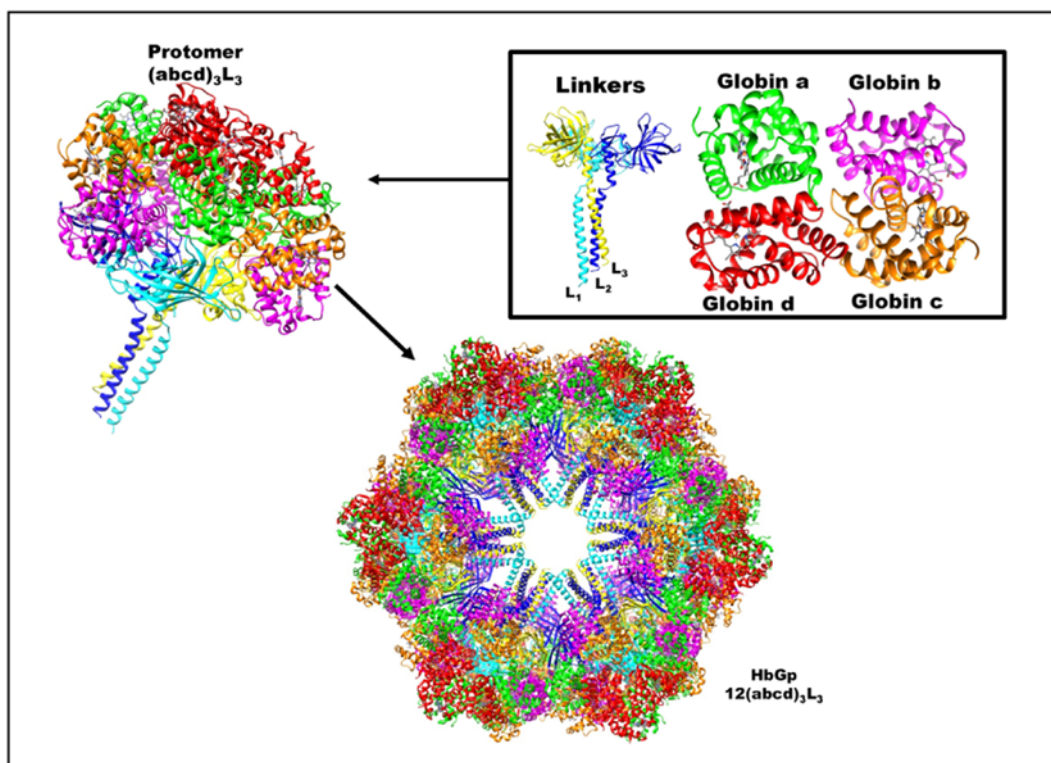 Protomer
(abcd)₃L₃
Linkers
Globin a
Globin b
L₁
L₂
L₃
Globin d
Globin c
HbGp
12(abcd)₃L₃